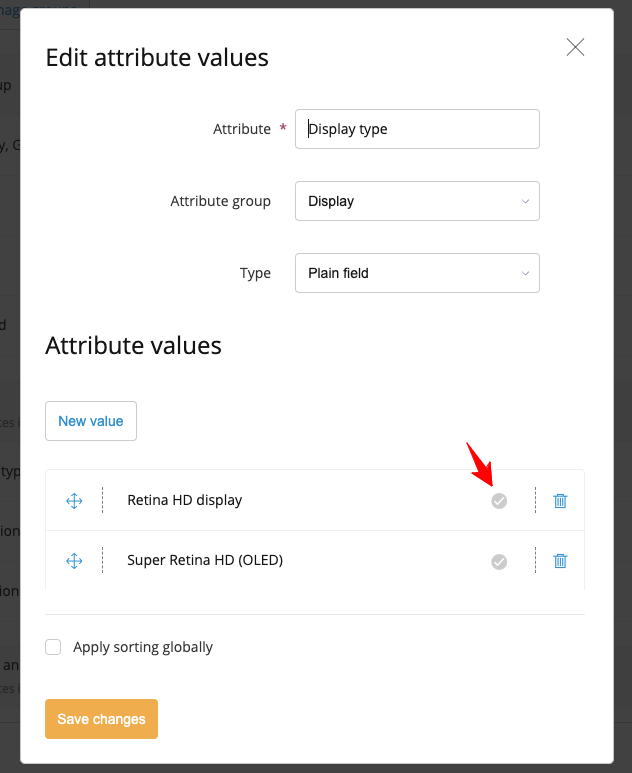 Edit attribute values
Attribute *
Display type
Attribute group
Display
Type
Plain field
Attribute values
New value
Retina HD display
Super Retina HD (OLED)
Apply sorting globally
Save changes